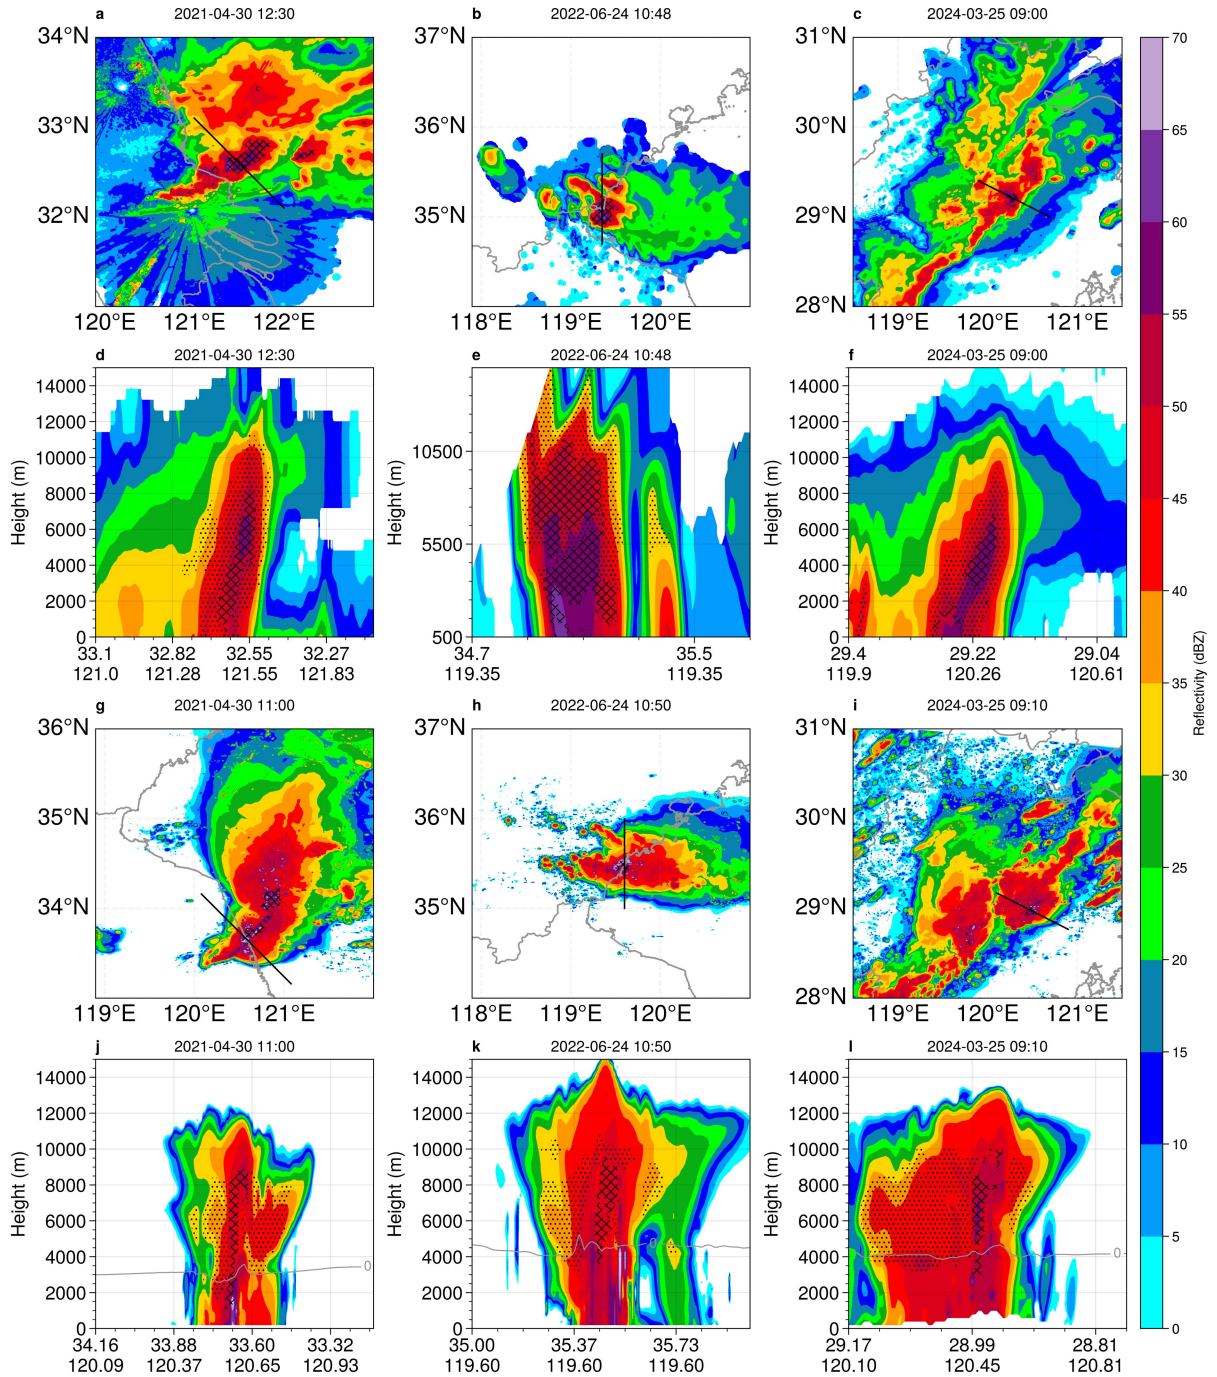 a 2021-04-30 12:30
b 2022-06-24 10:48
c 2024-03-25 09:00
34°N
33°N
32°N
120°E 121°E 122°E
37°N
36°N
35°N
118°E 119°E 120°E
31°N
30°N
29°N
28°N
119°E 120°E 121°E
d 2021-04-30 12:30
e 2022-06-24 10:48
f 2024-03-25 09:00
Height (m)
14000
12000
10000
8000
6000
4000
2000
0
33.1 32.82 32.55 32.27
121.0 121.28 121.55 121.83
Height (m)
10500
5500
500
34.7 35.5
119.35 119.35
Height (m)
14000
12000
10000
8000
6000
4000
2000
0
29.4 29.22 29.04
119.9 120.26 120.61
g 2021-04-30 11:00
h 2022-06-24 10:50
i 2024-03-25 09:10
36°N
35°N
34°N
119°E 120°E 121°E
37°N
36°N
35°N
34°N
118°E 119°E 120°E
31°N
30°N
29°N
28°N
119°E 120°E 121°E
j 2021-04-30 11:00
k 2022-06-24 10:50
l 2024-03-25 09:10
Height (m)
14000
12000
10000
8000
6000
4000
2000
0
0
34.16 33.88 33.60 33.32
120.09 120.37 120.65 120.93
Height (m)
14000
12000
10000
8000
6000
4000
2000
0
0
35.00 35.37 35.73
119.60 119.60 119.60
Height (m)
14000
12000
10000
8000
6000
4000
2000
0
0
29.17 28.99 28.81
120.10 120.45 120.81
70
65
60
55
50
45
40
35
30
25
20
15
10
5
0
Reflectivity (dBZ)